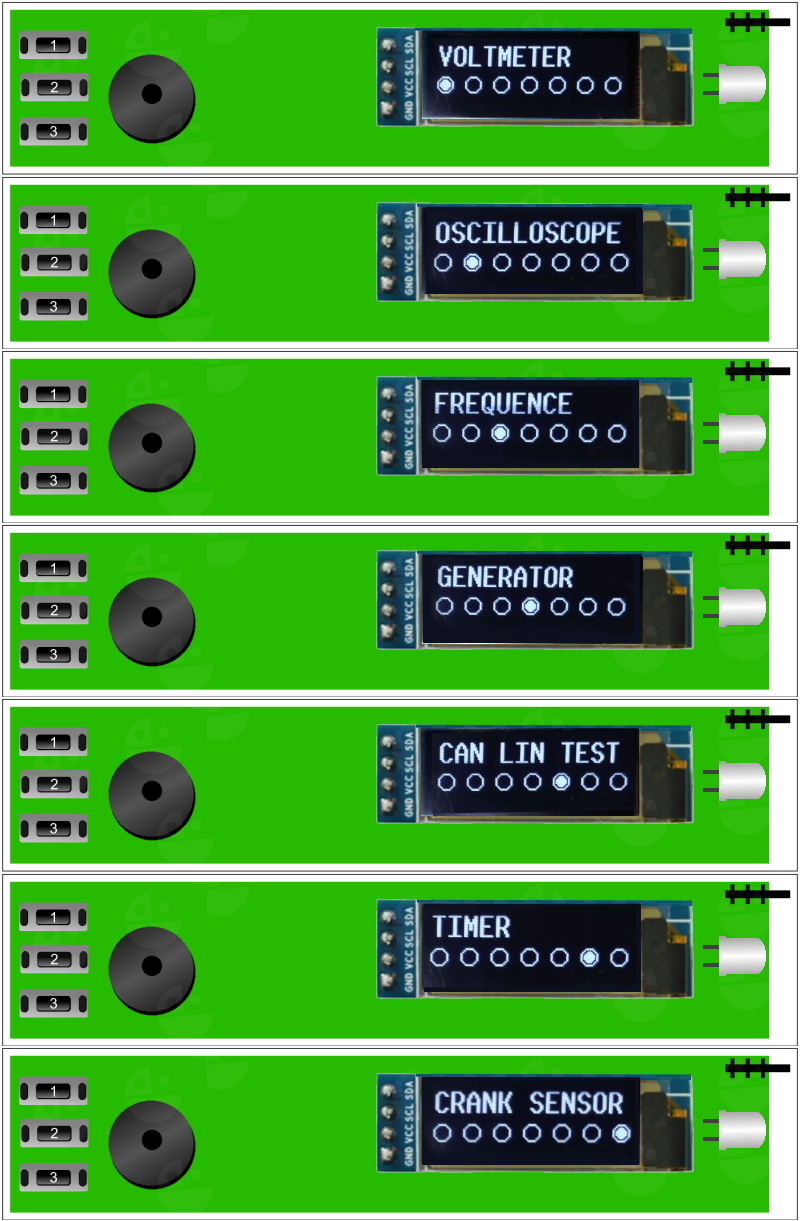 1
2
3
GND VCC SCL SDA
VOLTMETER
1
2
3
GND VCC SCL SDA
OSCILLOSCOPE
1
2
3
GND VCC SCL SDA
FREQUENCE
1
2
3
GND VCC SCL SDA
GENERATOR
1
2
3
GND VCC SCL SDA
CAN LIN TEST
1
2
3
GND VCC SCL SDA
TIMER
1
2
3
GND VCC SCL SDA
CRANK SENSOR